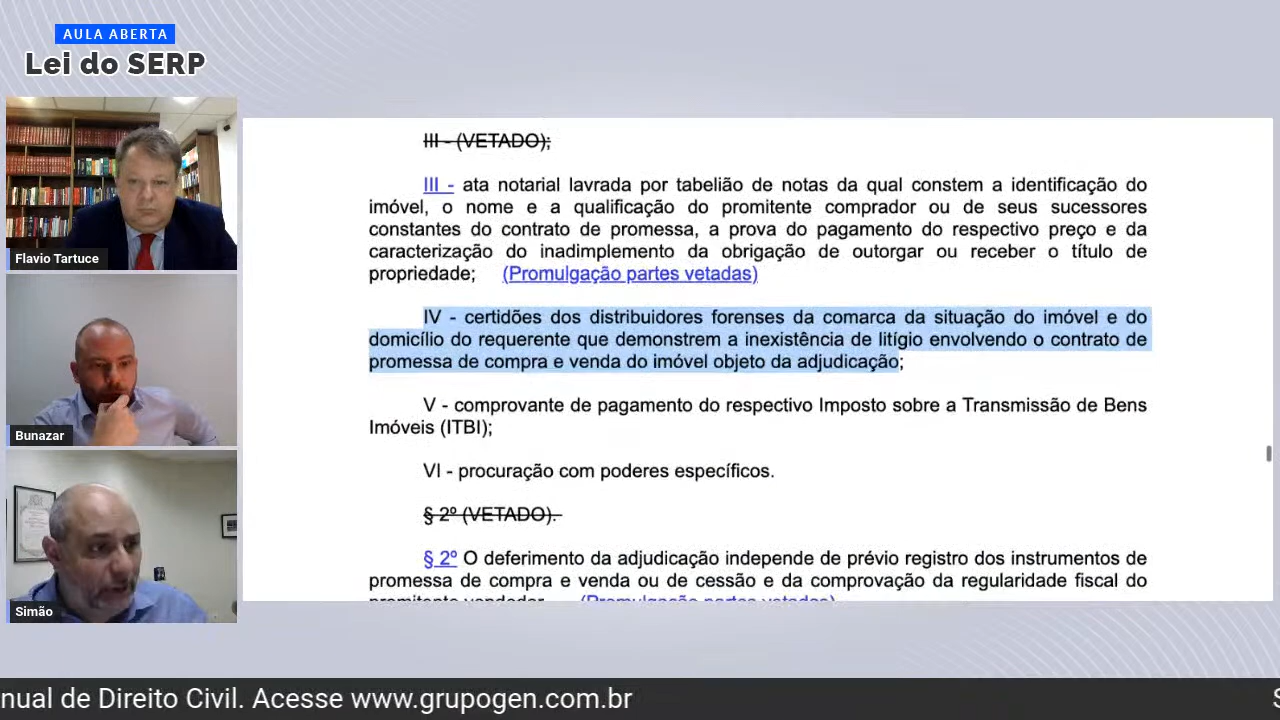 AULA ABERTA
Lei do SERP
Flavio Tartuce
Bunazar
Simão
III - (VETADO);
III - ata notarial lavrada por tabelião de notas da qual constem a identificação do
imóvel, o nome e a qualificação do promitente comprador ou de seus sucessores
constantes do contrato de promessa, a prova do pagamento do respectivo preço e da
caracterização do inadimplemento da obrigação de outorgar ou receber o título de
propriedade; (Promulgação partes vetadas)
IV - certidões dos distribuidores forenses da comarca da situação do imóvel e do
domicílio do requerente que demonstrem a inexistência de litígio envolvendo o contrato de
promessa de compra e venda do imóvel objeto da adjudicação;
V - comprovante de pagamento do respectivo Imposto sobre a Transmissão de Bens
Imóveis (ITBI);
VI - procuração com poderes específicos.
§ 2º (VETADO).
§ 2º O deferimento da adjudicação independe de prévio registro dos instrumentos de
promessa de compra e venda ou de cessão e da comprovação da regularidade fiscal do
promitente vendedor. (Promulgação partes vetadas)
nual de Direito Civil. Acesse www.grupogen.com.br